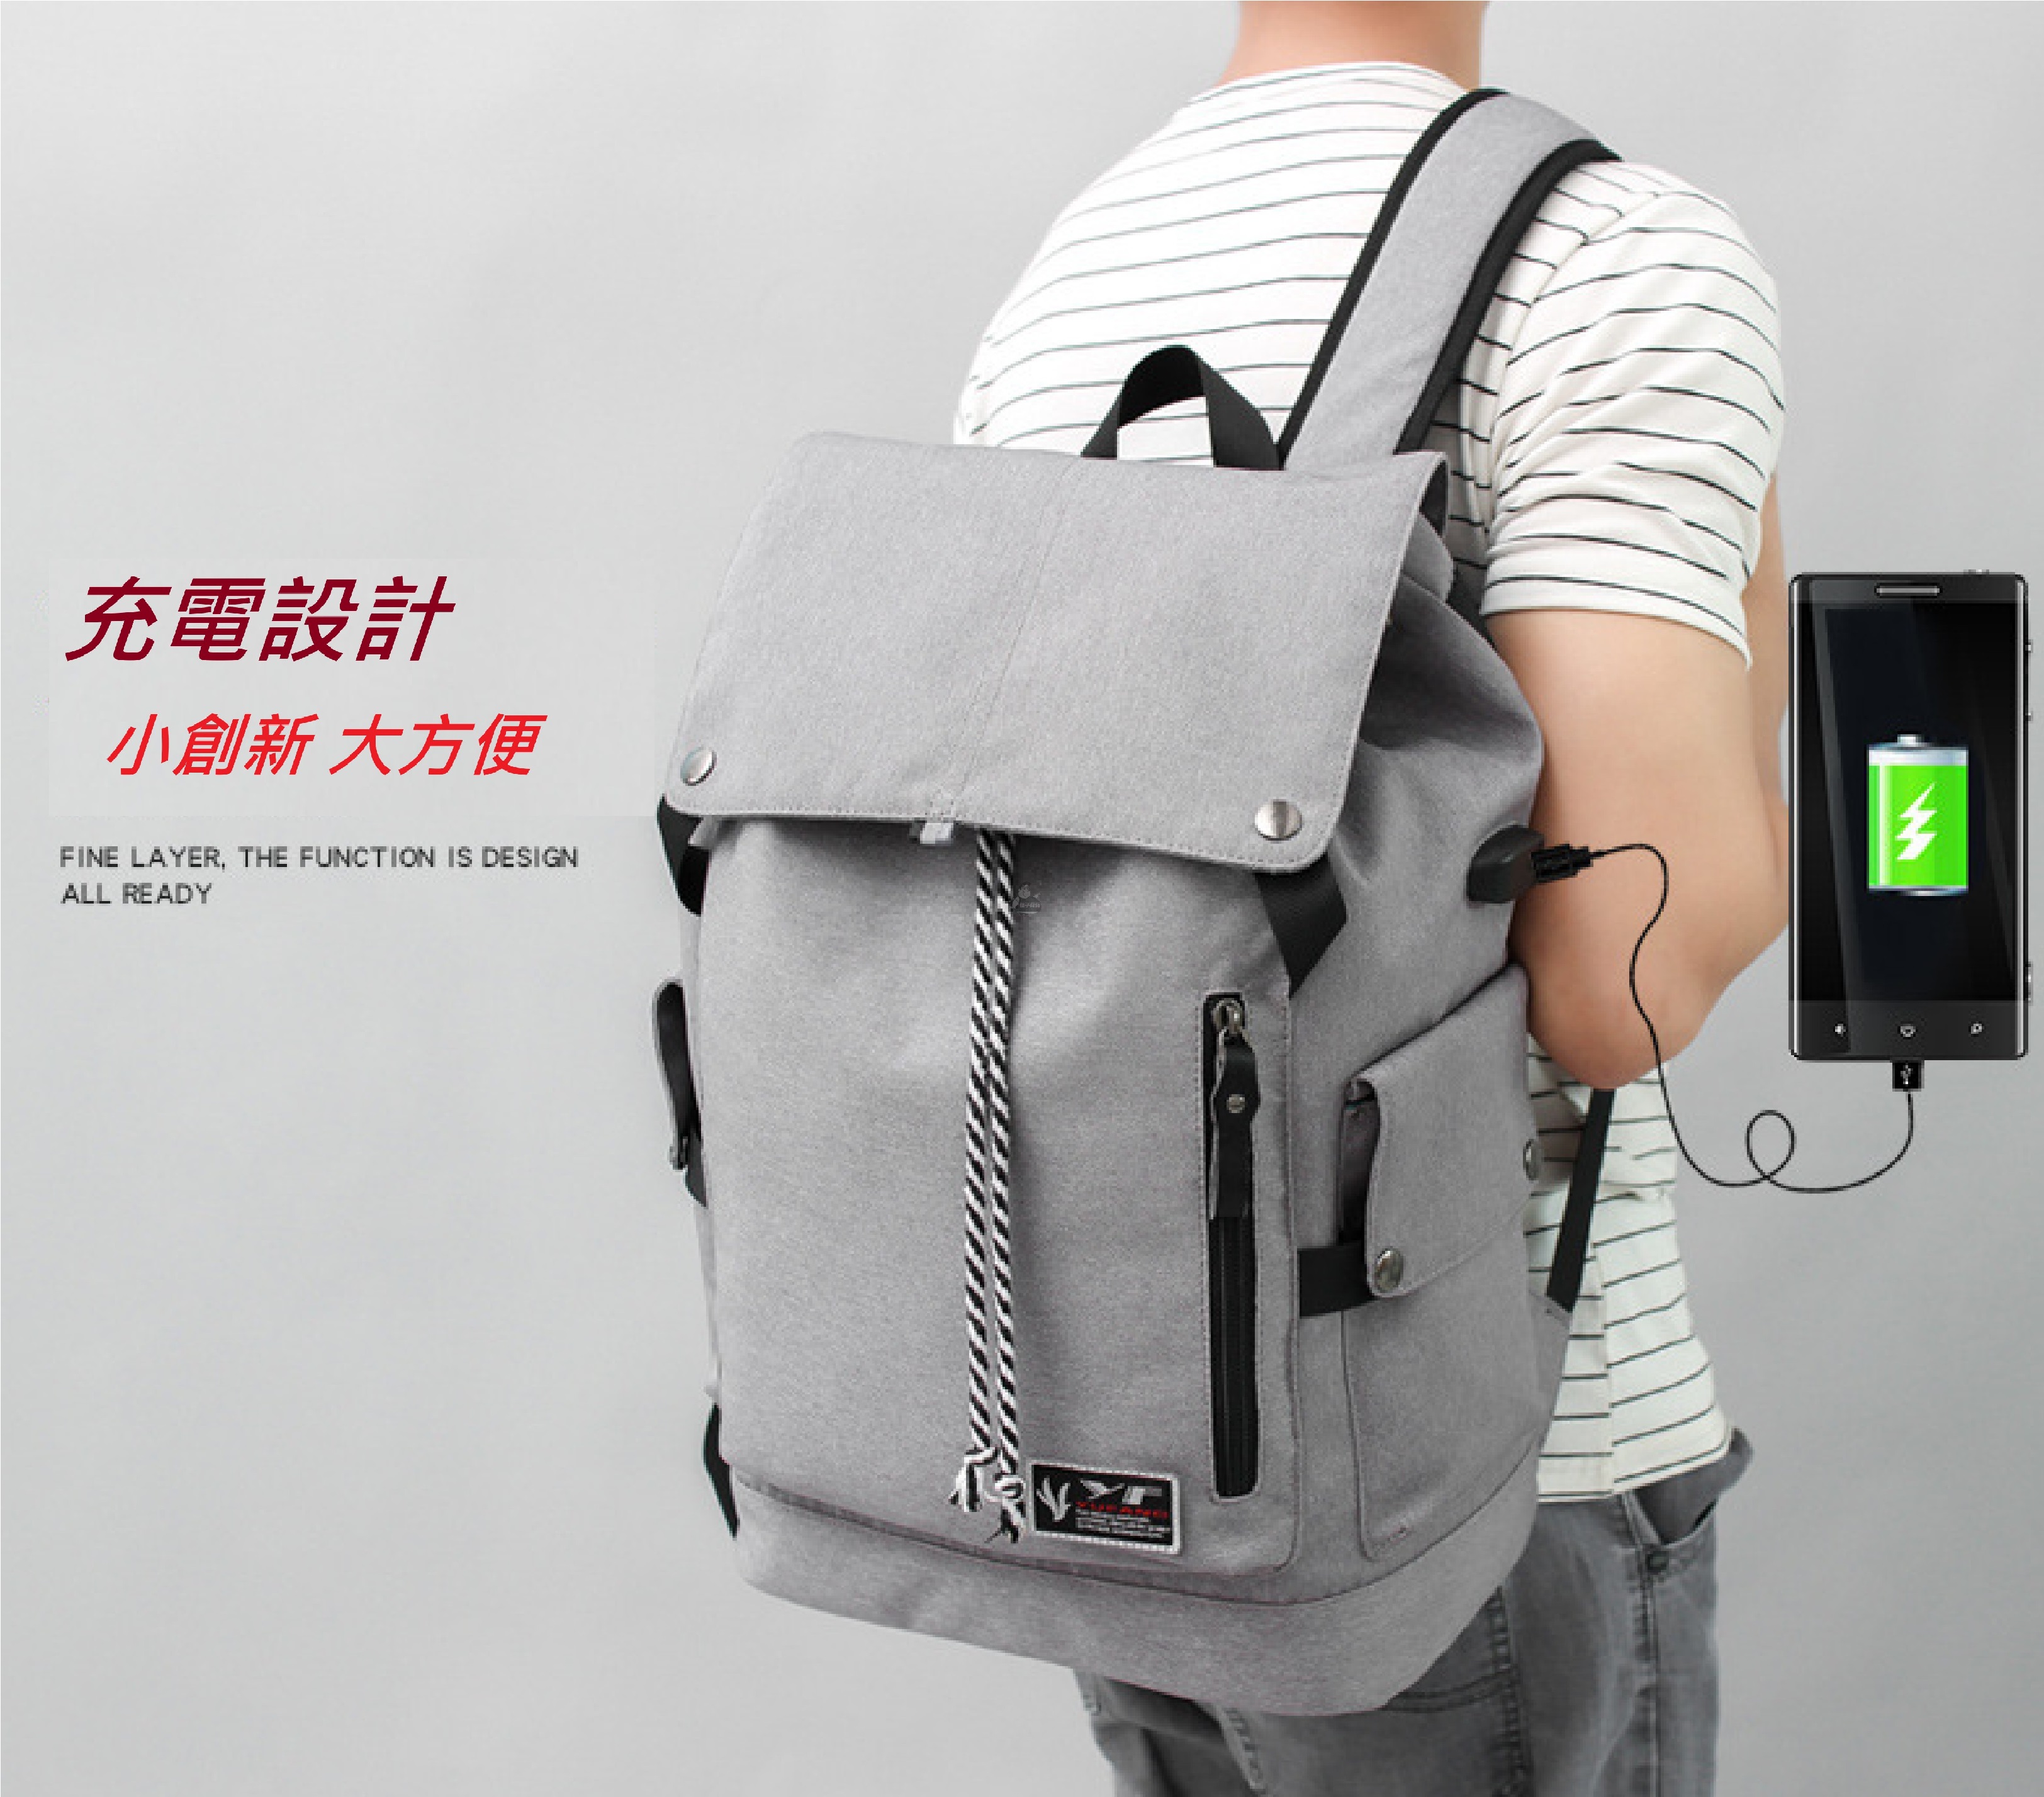 充電設計
小創新 大方便
FINE LAYER, THE FUNCTION IS DESIGN
ALL READY
YF
YUFANG